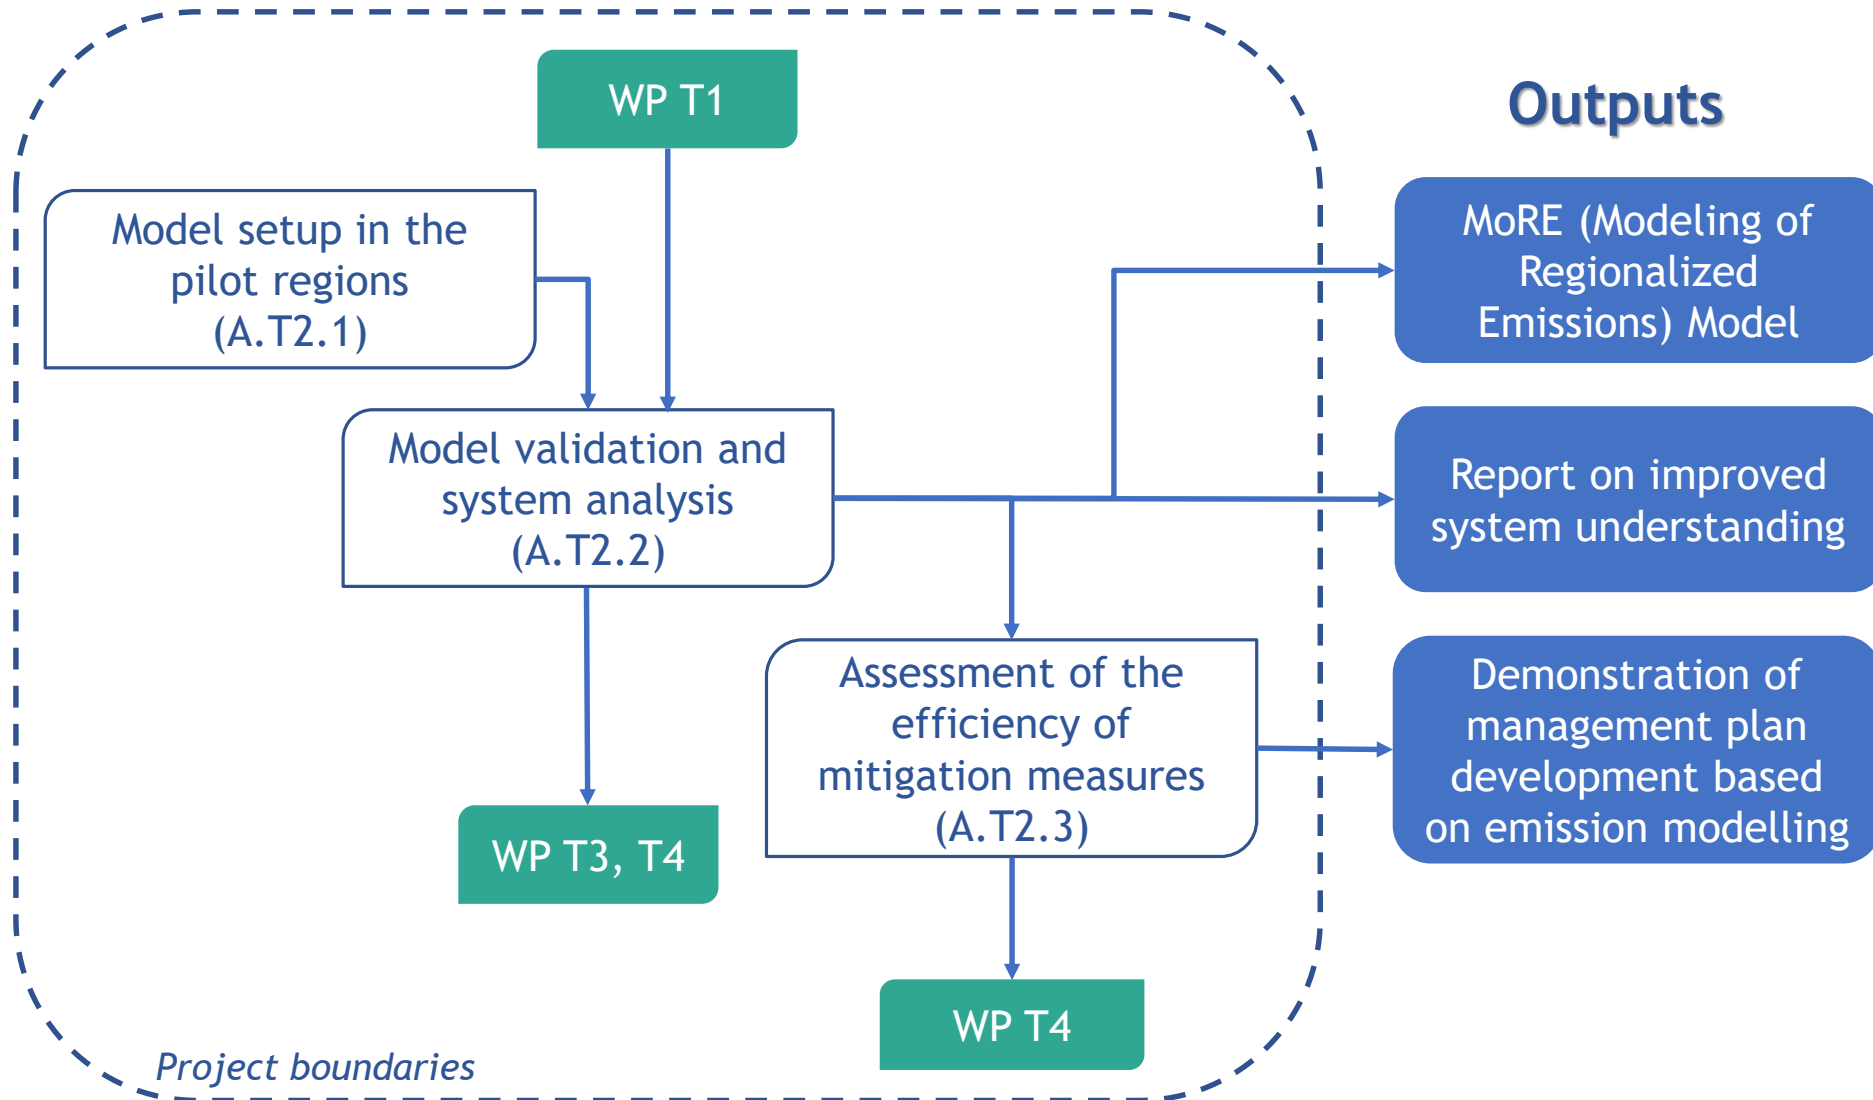 WP T1
Outputs
Model setup in the
pilot regions
(A.T2.1)
MoRE (Modeling of
Regionalized
Emissions) Model
Model validation and
system analysis
(A.T2.2)
Report on improved
system understanding
Assessment of the
efficiency of
mitigation measures
(A.T2.3)
Demonstration of
management plan
development based
on emission modelling
WP T3, T4
WP T4
Project boundaries